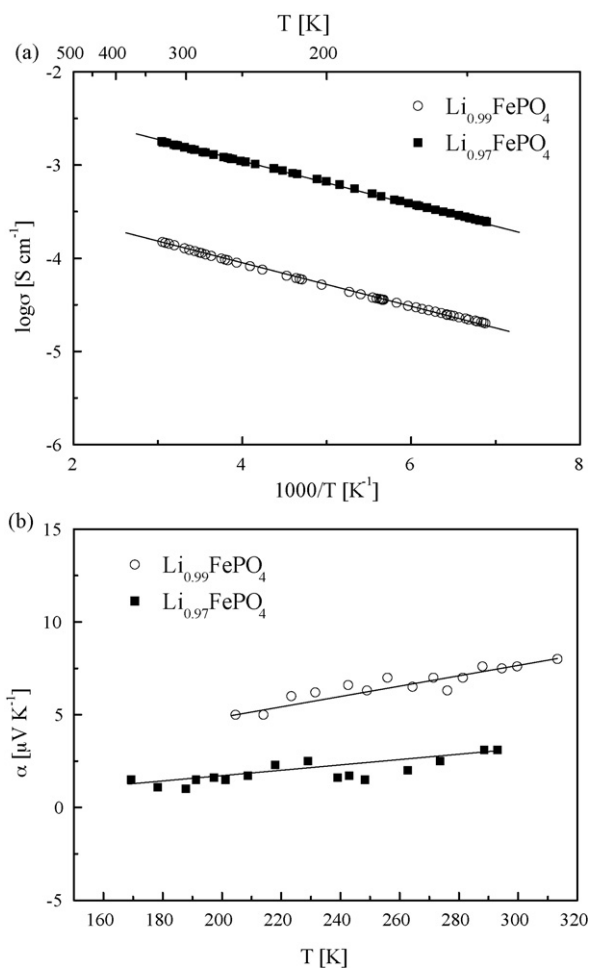 T [K]
(a)
500 400 300 200
-2
Li0.99FePO4
Li0.97FePO4
-3
logσ [S cm-1]
-4
-5
-6
2 4 6 8
1000/T [K-1]
(b)
15
Li0.99FePO4
Li0.97FePO4
10
α [μV K-1]
5
0
-5
160 180 200 220 240 260 280 300 320
T [K]